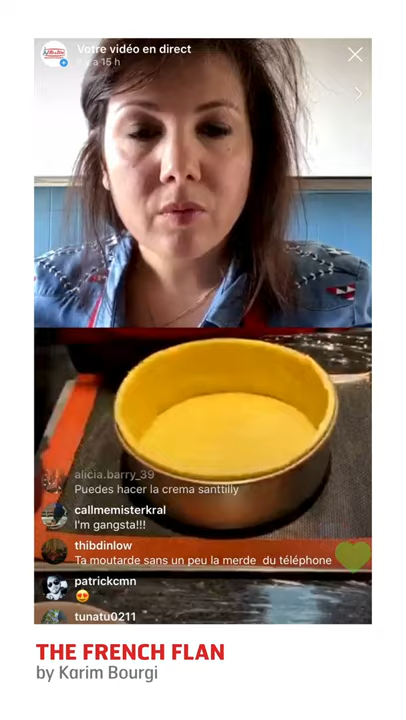 Votre vidéo en direct
a 15 h
alicia.barry_39
Puedes hacer la crema santtilly
callmemisterkral
I'm gangsta!!!
thibdinlow
Ta moutarde sans un peu la merde du téléphone
patrickcmn
😍
tunatu0211
THE FRENCH FLAN
by Karim Bourgi